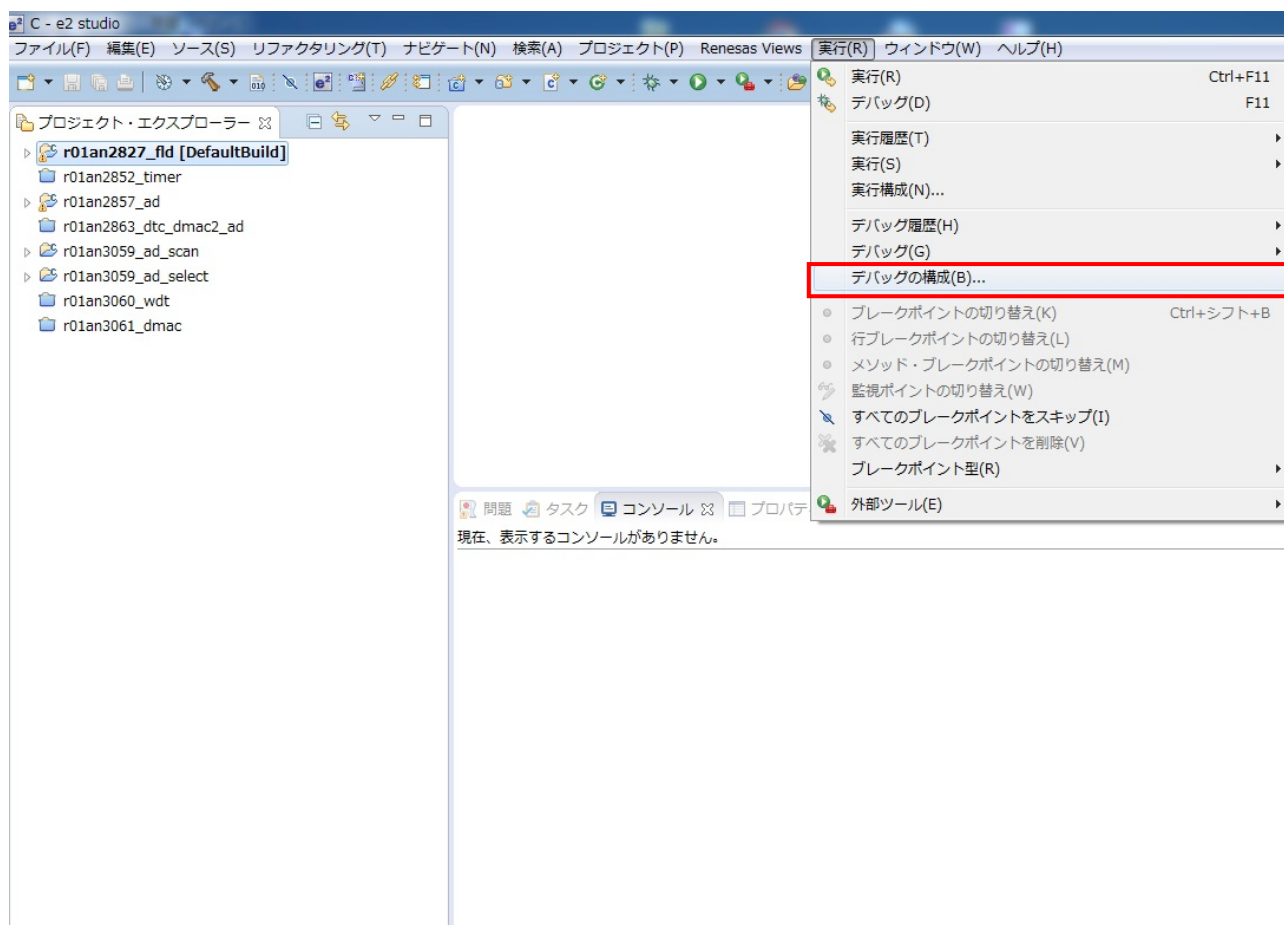 C - e2 studio
ファイル(F) 編集(E) ソース(S) リファクタリング(T) ナビゲート(N) 検索(A) プロジェクト(P) Renesas Views 実行(R) ウィンドウ(W) ヘルプ(H)
プロジェクト・エクスプローラー
r01an2827_fld [DefaultBuild]
r01an2852_timer
r01an2857_ad
r01an2863_dtc_dmac2_ad
r01an3059_ad_scan
r01an3059_ad_select
r01an3060_wdt
r01an3061_dmac
実行(R) Ctrl+F11
デバッグ(D) F11
実行履歴(T)
実行(S)
実行構成(N)...
デバッグ履歴(H)
デバッグ(G)
デバッグの構成(B)...
ブレークポイントの切り替え(K) Ctrl+シフト+B
行ブレークポイントの切り替え(L)
メソッド・ブレークポイントの切り替え(M)
監視ポイントの切り替え(W)
すべてのブレークポイントをスキップ(I)
すべてのブレークポイントを削除(V)
ブレークポイント型(R)
外部ツール(E)
問題 タスク コンソール プロパテ
現在、表示するコンソールがありません。